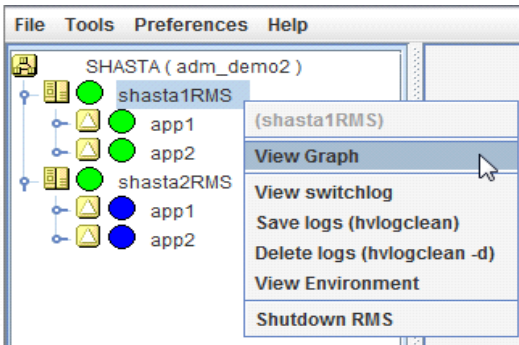 File Tools Preferences Help
SHASTA ( adm_demo2 )
shasta1RMS
app1
app2
shasta2RMS
app1
app2
(shasta1RMS)
View Graph
View switchlog
Save logs (hvlogclean)
Delete logs (hvlogclean -d)
View Environment
Shutdown RMS